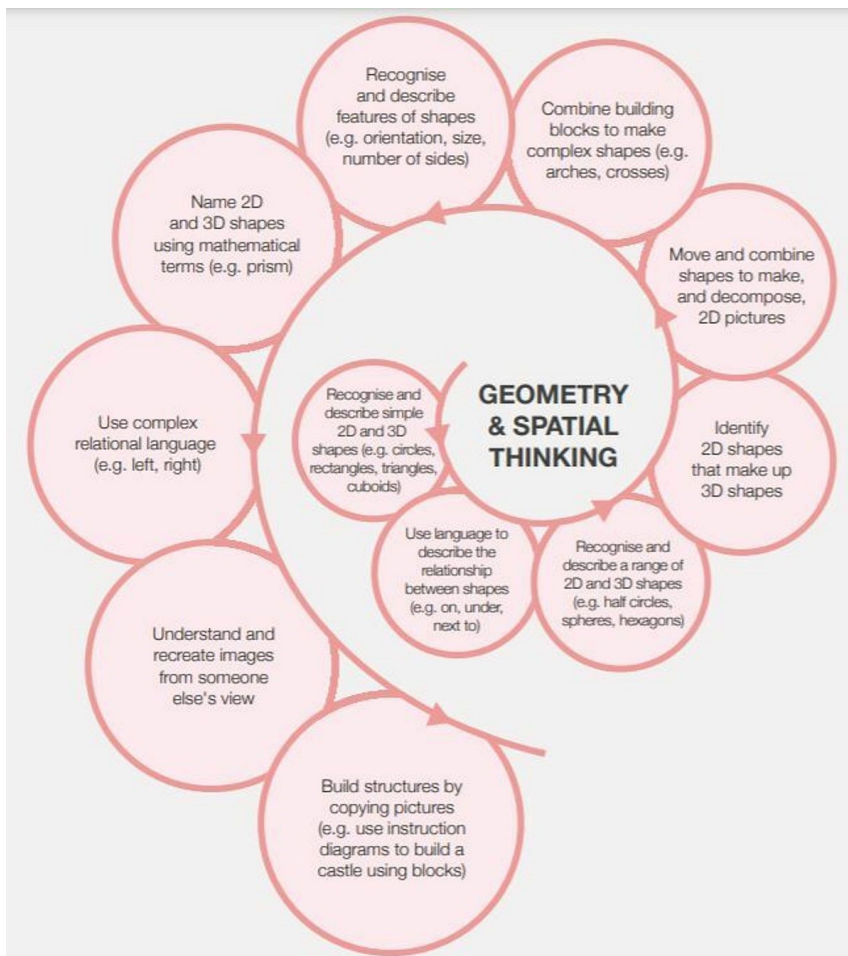 GEOMETRY
& SPATIAL
THINKING
Recognise and
describe simple
2D and 3D
shapes (e.g. circles,
rectangles, triangles,
cuboids)
Use language to
describe the
relationship
between shapes
(e.g. on, under,
next to)
Recognise and
describe a range of
2D and 3D shapes
(e.g. half circles,
spheres, hexagons)
Identify
2D shapes
that make up
3D shapes
Move and combine
shapes to make,
and decompose,
2D pictures
Combine building
blocks to make
complex shapes (e.g.
arches, crosses)
Recognise
and describe
features of shapes
(e.g. orientation, size,
number of sides)
Name 2D
and 3D shapes
using mathematical
terms (e.g. prism)
Use complex
relational language
(e.g. left, right)
Understand and
recreate images
from someone
else's view
Build structures by
copying pictures
(e.g. use instruction
diagrams to build a
castle using blocks)